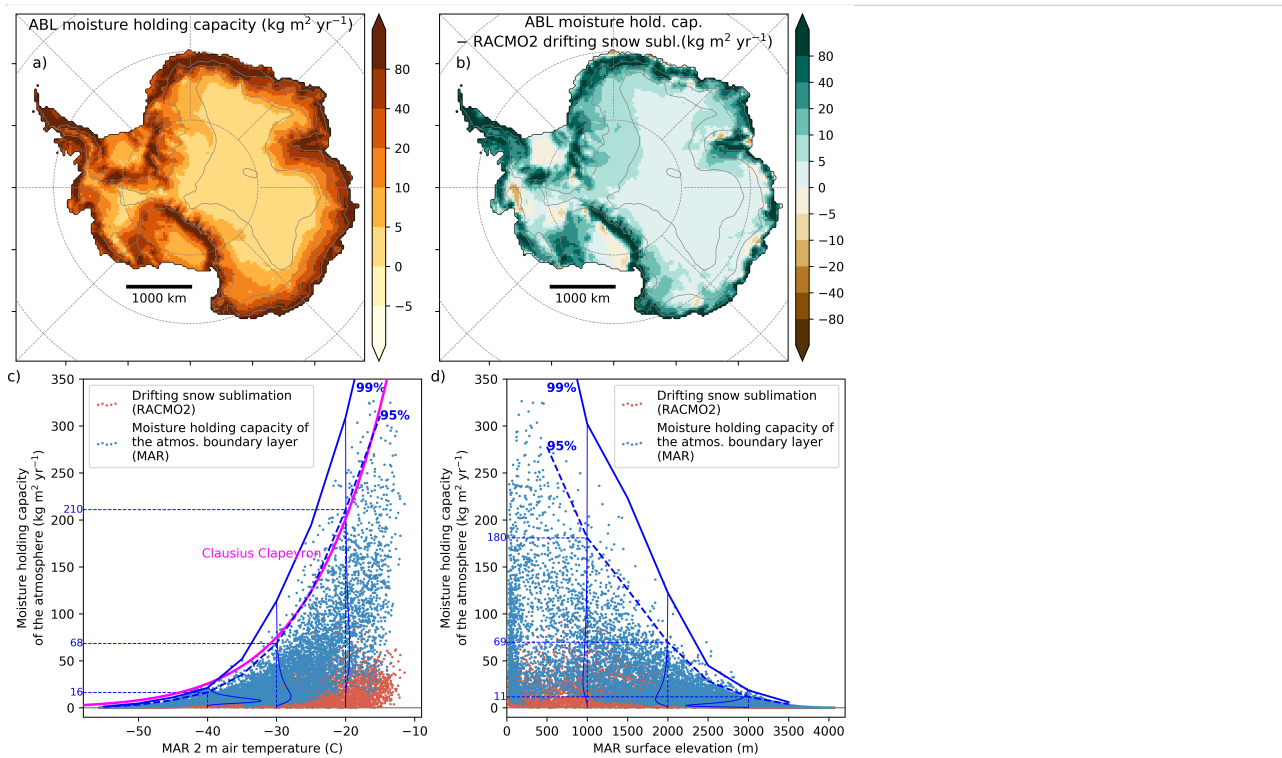 ABL moisture holding capacity (kg m² yr⁻¹)
a)
80
40
20
10
5
0
−5
1000 km
ABL moisture hold. cap.
− RACMO2 drifting snow subl.(kg m² yr⁻¹)
b)
80
40
20
10
5
0
−5
−10
−20
−40
−80
1000 km
c)
Moisture holding capacity
of the atmosphere (kg m² yr⁻¹)
350
300
250
200
150
100
50
0
210
68
16
Drifting snow sublimation
(RACMO2)
Moisture holding capacity of
the atmos. boundary layer
(MAR)
99%
95%
Clausius Clapeyron
−50
−40
−30
−20
−10
MAR 2 m air temperature (C)
d)
Moisture holding capacity
of the atmosphere (kg m² yr⁻¹)
350
300
250
200
150
100
50
0
180
69
11
99%
95%
Drifting snow sublimation
(RACMO2)
Moisture holding capacity of
the atmos. boundary layer
(MAR)
0
500
1000
1500
2000
2500
3000
3500
4000
MAR surface elevation (m)